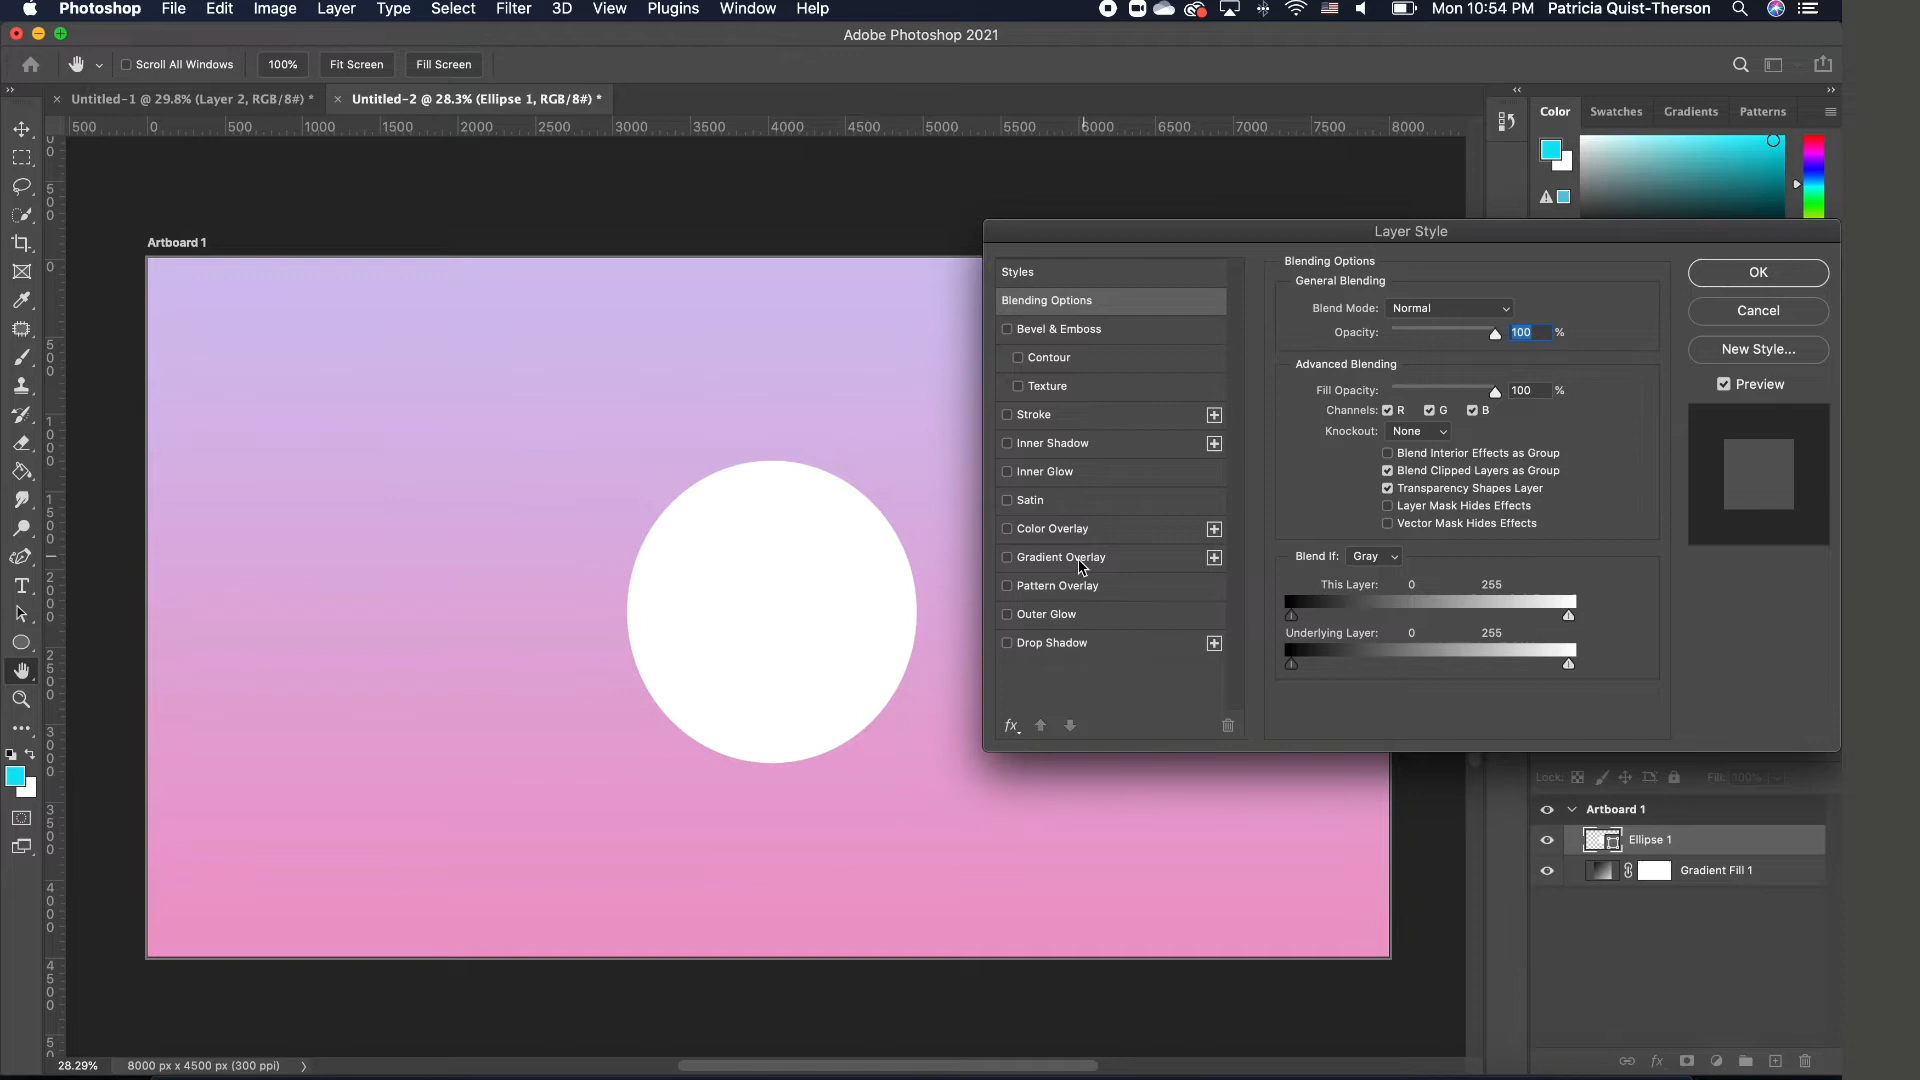 Photoshop File Edit Image Layer Type Select Filter 3D View Plugins Window Help Mon 10:54 PM Patricia Quist-Therson
Adobe Photoshop 2021
Scroll All Windows 100% Fit Screen Fill Screen
× Untitled-1 @ 29.8% (Layer 2, RGB/8#) * × Untitled-2 @ 28.3% (Ellipse 1, RGB/8#) *
Color Swatches Gradients Patterns
500 0 500 1000 1500 2000 2500 3000 3500 4000 4500 5000 5500 6000 6500 7000 7500 8000
Artboard 1
Layer Style
Styles
Blending Options
Bevel & Emboss
Contour
Texture
Stroke
Inner Shadow
Inner Glow
Satin
Color Overlay
Gradient Overlay
Pattern Overlay
Outer Glow
Drop Shadow
fx
Blending Options
General Blending
Blend Mode: Normal
Opacity: 100 %
Advanced Blending
Fill Opacity: 100 %
Channels: R G B
Knockout: None
Blend Interior Effects as Group
Blend Clipped Layers as Group
Transparency Shapes Layer
Layer Mask Hides Effects
Vector Mask Hides Effects
Blend If: Gray
This Layer: 0 255
Underlying Layer: 0 255
OK
Cancel
New Style...
Preview
Lock: Fill: 100%
Artboard 1
Ellipse 1
Gradient Fill 1
fx
28.29% 8000 px x 4500 px (300 ppi)